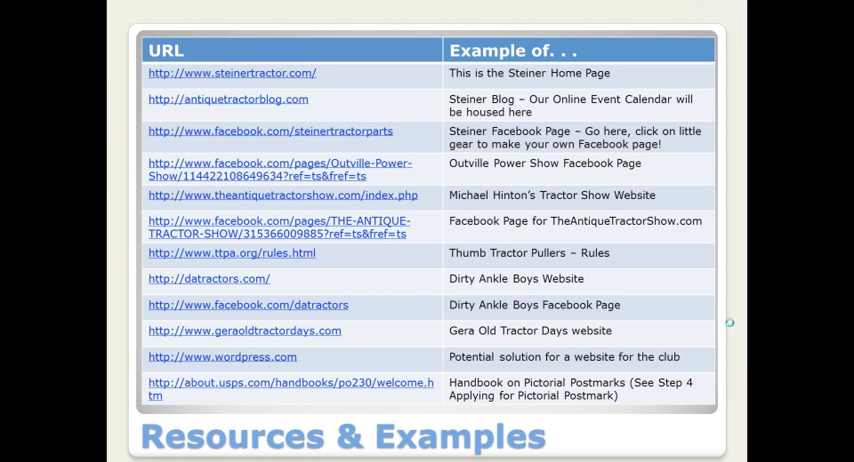 URL
Example of. . .
http://www.steinertractor.com/
This is the Steiner Home Page
http://antiquetractorblog.com
Steiner Blog – Our Online Event Calendar will
be housed here
http://www.facebook.com/steinertractorparts
Steiner Facebook Page – Go here, click on little
gear to make your own Facebook page!
http://www.facebook.com/pages/Outville-Power-
Show/114422108649634?ref=ts&fref=ts
Outville Power Show Facebook Page
http://www.theantiquetractorshow.com/index.php
Michael Hinton's Tractor Show Website
http://www.facebook.com/pages/THE-ANTIQUE-
TRACTOR-SHOW/315366009885?ref=ts&fref=ts
Facebook Page for TheAntiqueTractorShow.com
http://www.ttpa.org/rules.html
Thumb Tractor Pullers – Rules
http://datractors.com/
Dirty Ankle Boys Website
http://www.facebook.com/datractors
Dirty Ankle Boys Facebook Page
http://www.geraoldtractordays.com
Gera Old Tractor Days website
http://www.wordpress.com
Potential solution for a website for the club
http://about.usps.com/handbooks/po230/welcome.h
tm
Handbook on Pictorial Postmarks (See Step 4
Applying for Pictorial Postmark)
Resources & Examples